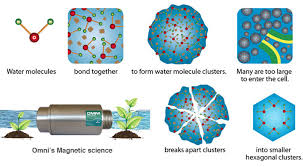 Water molecules
bond together
to form water molecule clusters.
Many are too large
to enter the cell.
OMNI
Omni's Magnetic science
breaks apart clusters
into smaller
hexagonal clusters